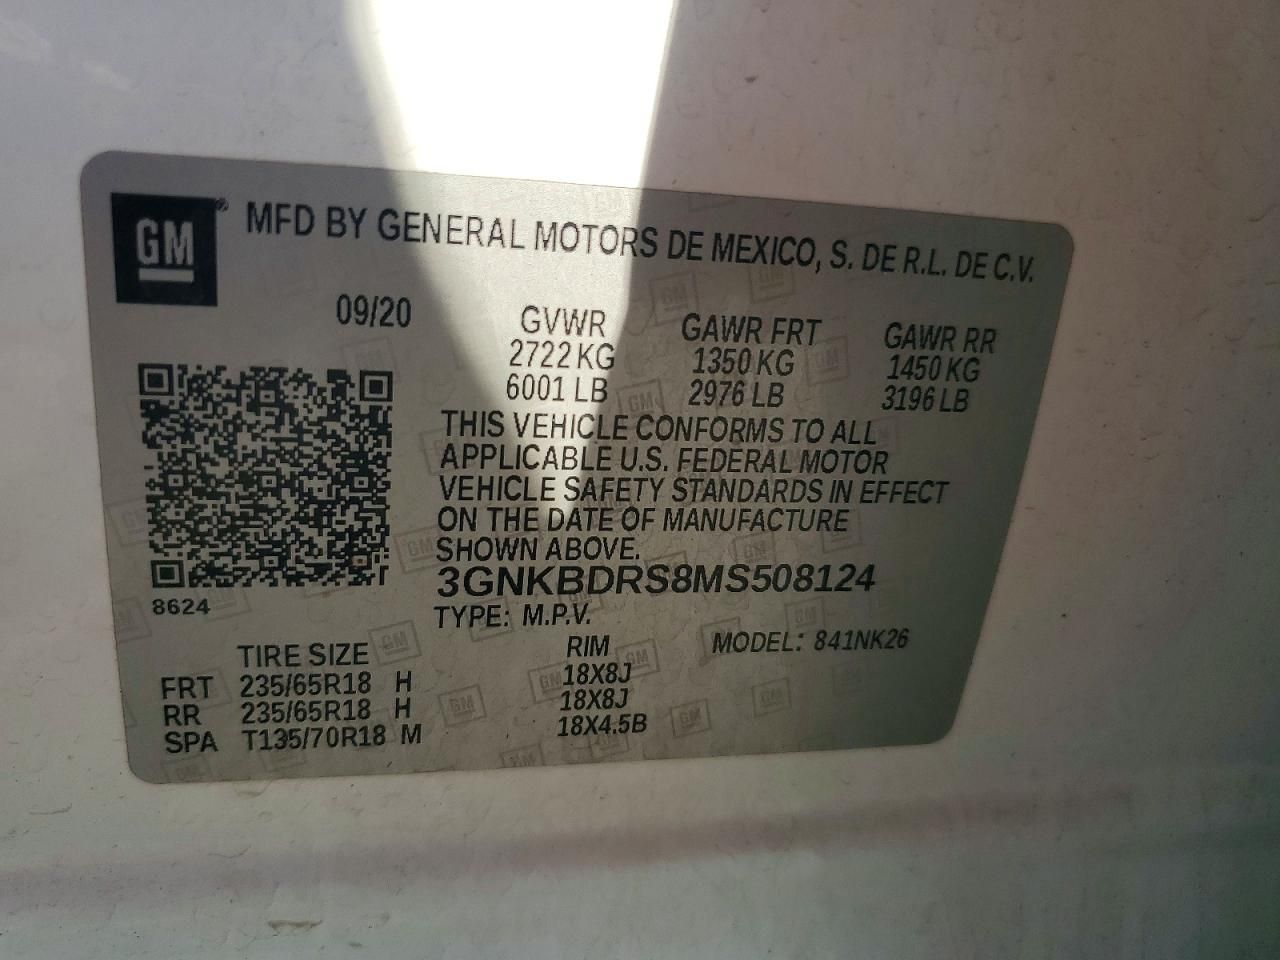 GM ® MFD BY GENERAL MOTORS DE MEXICO, S. DE R.L. DE C.V.
09/20
GVWR GAWR FRT GAWR RR
2722 KG 1350 KG 1450 KG
6001 LB 2976 LB 3196 LB
THIS VEHICLE CONFORMS TO ALL
APPLICABLE U.S. FEDERAL MOTOR
VEHICLE SAFETY STANDARDS IN EFFECT
ON THE DATE OF MANUFACTURE
SHOWN ABOVE.
3GNKBDRS8MS508124
8624
TYPE: M.P.V.
MODEL: 841NK26
TIRE SIZE RIM
FRT 235/65R18 H 18X8J
RR 235/65R18 H 18X8J
SPA T135/70R18 M 18X4.5B